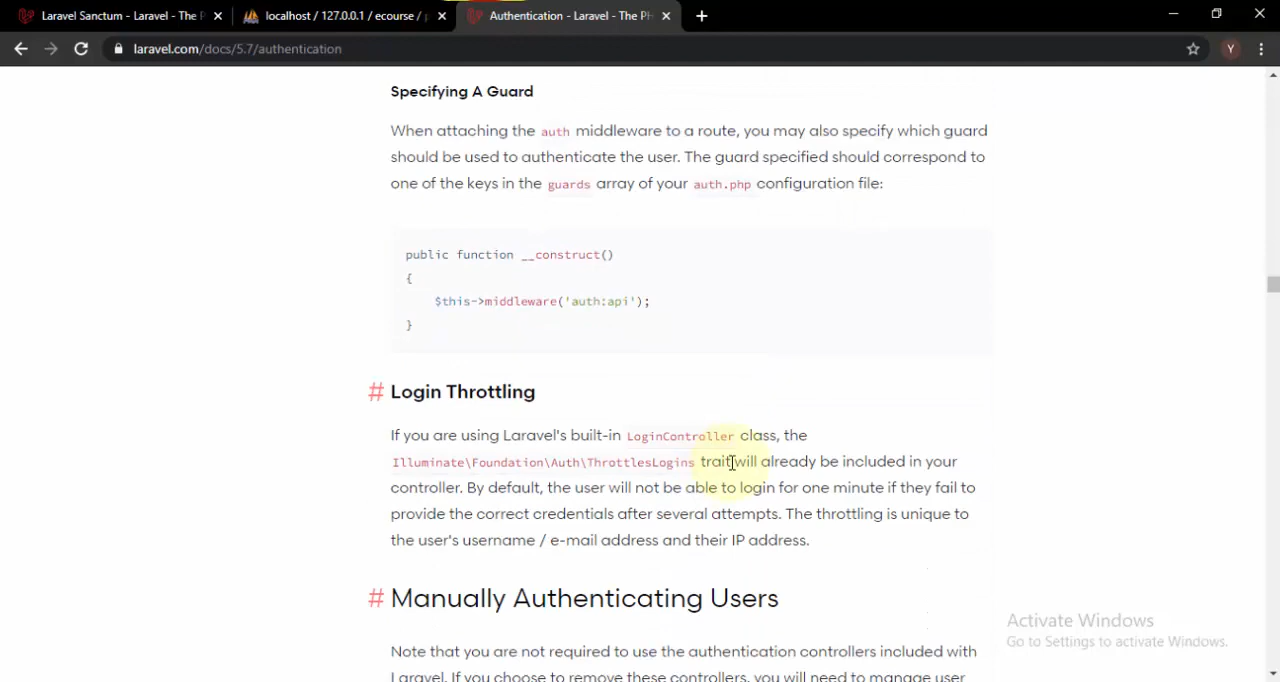 Laravel Sanctum - Laravel - The P
localhost / 127.0.0.1 / ecourse /
Authentication - Laravel - The PH
laravel.com/docs/5.7/authentication
Y
Specifying A Guard
When attaching the auth middleware to a route, you may also specify which guard
should be used to authenticate the user. The guard specified should correspond to
one of the keys in the guards array of your auth.php configuration file:
public function __construct()
{
$this->middleware('auth:api');
}
# Login Throttling
If you are using Laravel's built-in LoginController class, the
Illuminate\Foundation\Auth\ThrottlesLogins trait will already be included in your
controller. By default, the user will not be able to login for one minute if they fail to
provide the correct credentials after several attempts. The throttling is unique to
the user's username / e-mail address and their IP address.
# Manually Authenticating Users
Activate Windows
Go to Settings to activate Windows.
Note that you are not required to use the authentication controllers included with
Laravel. If you choose to remove these controllers, you will need to manage user